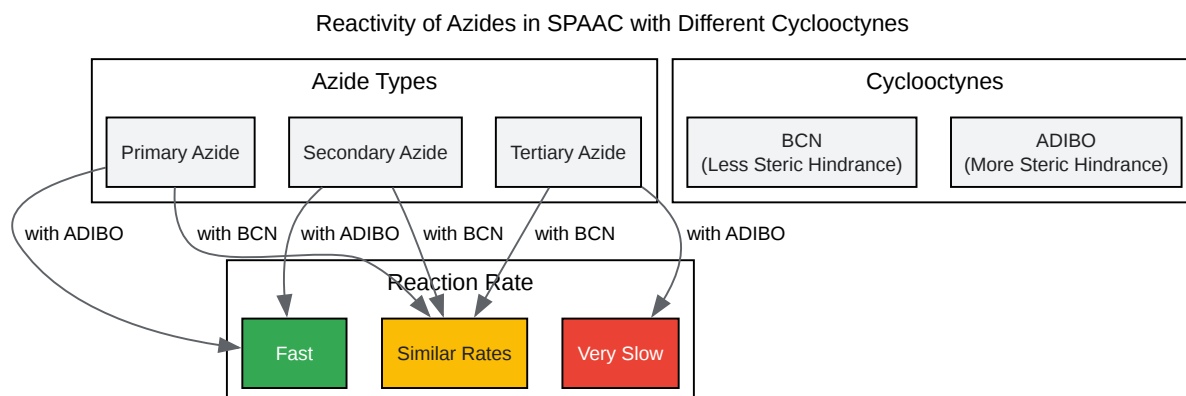 Reactivity of Azides in SPAAC with Different Cyclooctynes
Azide Types
Cyclooctynes
Primary Azide
Secondary Azide
Tertiary Azide
BCN
(Less Steric Hindrance)
ADIBO
(More Steric Hindrance)
with ADIBO
with BCN
with ADIBO
with BCN
with BCN
with ADIBO
Reaction Rate
Fast
Similar Rates
Very Slow